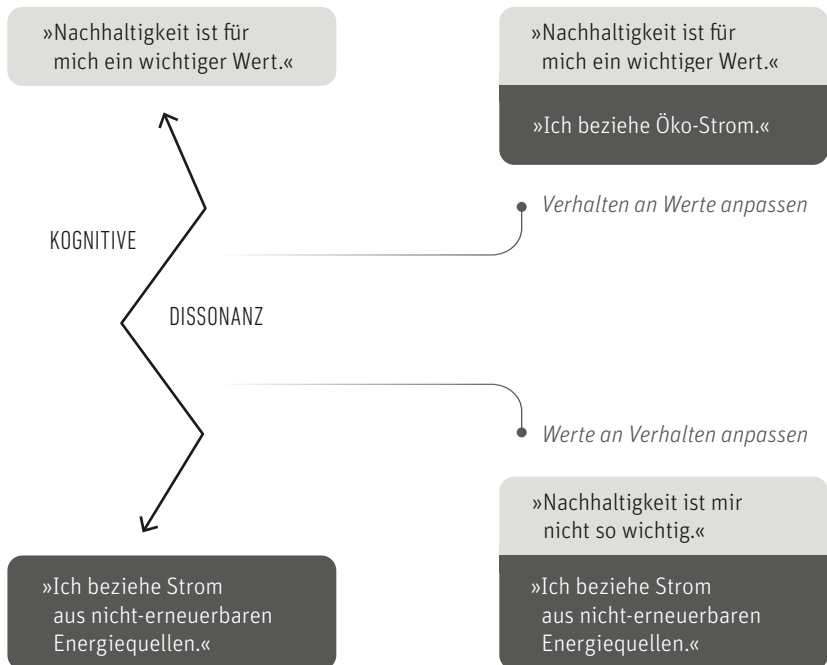 »Nachhaltigkeit ist für
mich ein wichtiger Wert.«
»Nachhaltigkeit ist für
mich ein wichtiger Wert.«
»Ich beziehe Öko-Strom.«
Verhalten an Werte anpassen
KOGNITIVE
DISSONANZ
Werte an Verhalten anpassen
»Nachhaltigkeit ist mir
nicht so wichtig.«
»Ich beziehe Strom
aus nicht-erneuerbaren
Energiequellen.«
»Ich beziehe Strom
aus nicht-erneuerbaren
Energiequellen.«